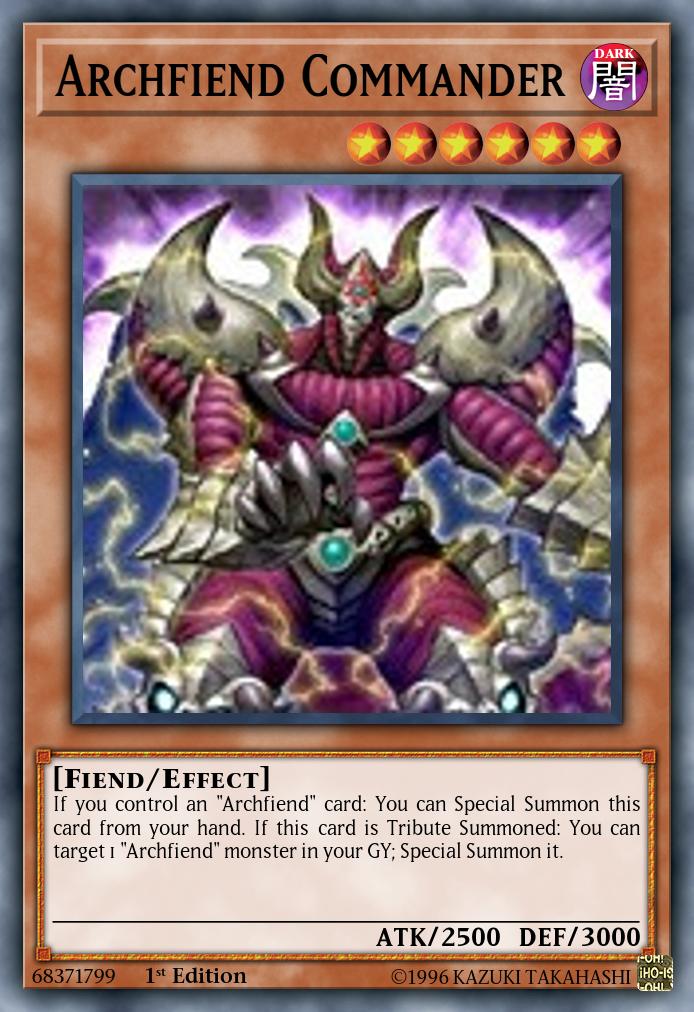 Archfiend Commander
DARK
闇
[Fiend/Effect]
If you control an "Archfiend" card: You can Special Summon this
card from your hand. If this card is Tribute Summoned: You can
target 1 "Archfiend" monster in your GY; Special Summon it.
ATK/2500 DEF/3000
68371799 1st Edition ©1996 KAZUKI TAKAHASHI